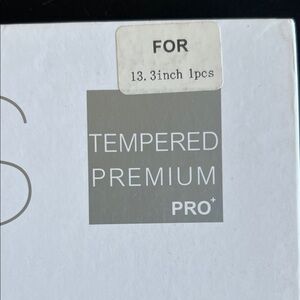 FOR
13.3inch 1pcs
TEMPERED
PREMIUM
PRO+